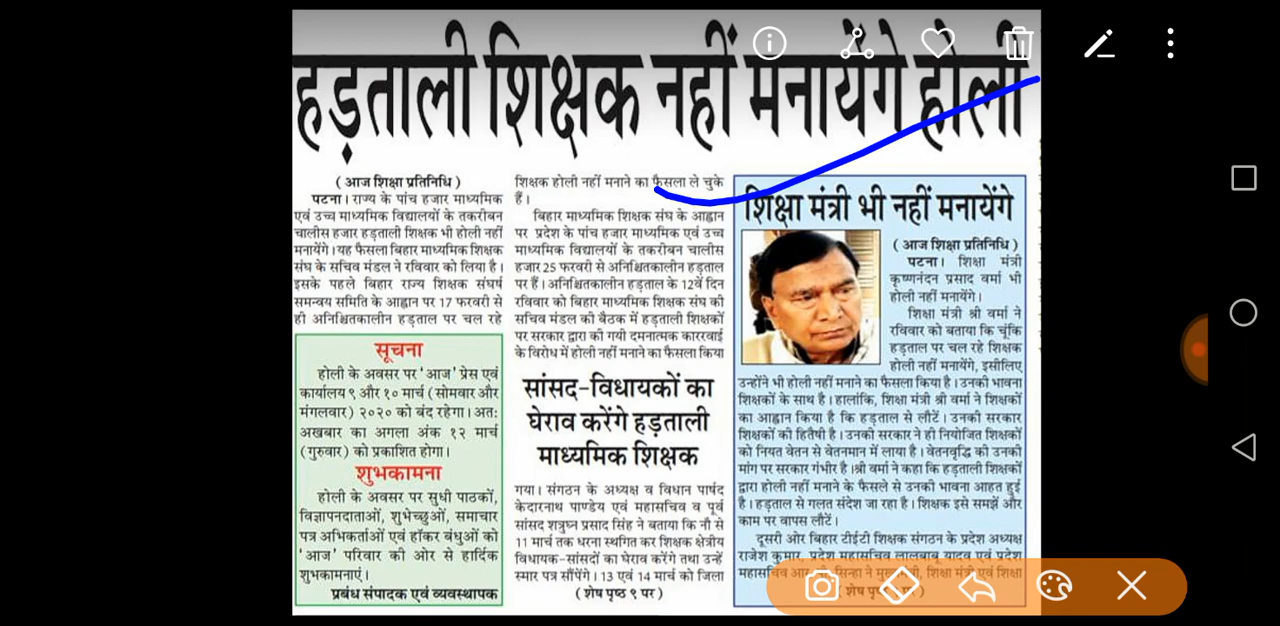 हड़ताली शिक्षक नहीं मनायेंगे होली
( आज शिक्षा प्रतिनिधि )
पटना। राज्य के पांच हजार माध्यमिक
एवं उच्च माध्यमिक विद्यालयों के तकरीबन
चालीस हजार हड़ताली शिक्षक भी होली नहीं
मनायेंगे। यह फैसला बिहार माध्यमिक शिक्षक
संघ के सचिव मंडल ने रविवार को लिया है।
इसके पहले बिहार राज्य शिक्षक संघर्ष
समन्वय समिति के आह्वान पर 17 फरवरी से
ही अनिश्चितकालीन हड़ताल पर चल रहे
शिक्षक होली नहीं मनाने का फैसला ले चुके
हैं।
बिहार माध्यमिक शिक्षक संघ के आह्वान
पर प्रदेश के पांच हजार माध्यमिक एवं उच्च
माध्यमिक विद्यालयों के तकरीबन चालीस
हजार 25 फरवरी से अनिश्चितकालीन हड़ताल
पर हैं। अनिश्चितकालीन हड़ताल के 12वें दिन
रविवार को बिहार माध्यमिक शिक्षक संघ की
सचिव मंडल की बैठक में हड़ताली शिक्षकों
पर सरकार द्वारा की गयी दमनात्मक काररवाई
के विरोध में होली नहीं मनाने का फैसला किया
सूचना
होली के अवसर पर 'आज' प्रेस एवं
कार्यालय ९ और १० मार्च (सोमवार और
मंगलवार) २०२० को बंद रहेगा। अत:
अखबार का अगला अंक १२ मार्च
(गुरुवार) को प्रकाशित होगा।
शुभकामना
होली के अवसर पर सुधी पाठकों,
विज्ञापनदाताओं, शुभेच्छुओं, समाचार
पत्र अभिकर्ताओं एवं हॉकर बंधुओं को
'आज' परिवार की ओर से हार्दिक
शुभकामनाएं।
प्रबंध संपादक एवं व्यवस्थापक
सांसद-विधायकों का
घेराव करेंगे हड़ताली
माध्यमिक शिक्षक
गया। संगठन के अध्यक्ष व विधान पार्षद
केदारनाथ पाण्डेय एवं महासचिव व पूर्व
सांसद शत्रुघ्न प्रसाद सिंह ने बताया कि नौ से
11 मार्च तक धरना स्थगित कर शिक्षक क्षेत्रीय
विधायक-सांसदों का घेराव करेंगे तथा उन्हें
स्मार पत्र सौंपेंगे। 13 एवं 14 मार्च को जिला
( शेष पृष्ठ ९ पर )
शिक्षा मंत्री भी नहीं मनायेंगे
( आज शिक्षा प्रतिनिधि )
पटना। शिक्षा मंत्री
कृष्णनंदन प्रसाद वर्मा भी
होली नहीं मनायेंगे।
शिक्षा मंत्री श्री वर्मा ने
रविवार को बताया कि चूंकि
हड़ताल पर चल रहे शिक्षक
होली नहीं मनायेंगे, इसीलिए
उन्होंने भी होली नहीं मनाने का फैसला किया है। उनकी भावना
शिक्षकों के साथ है। हालांकि, शिक्षा मंत्री श्री वर्मा ने शिक्षकों
का आह्वान किया है कि हड़ताल से लौटें। उनकी सरकार
शिक्षकों की हितैषी है। उनकी सरकार ने ही नियोजित शिक्षकों
को नियत वेतन से वेतनमान में लाया है। वेतनवृद्धि की उनकी
मांग पर सरकार गंभीर है। श्री वर्मा ने कहा कि हड़ताली शिक्षकों
द्वारा होली नहीं मनाने के फैसले से उनकी भावना आहत हुई
है। हड़ताल से गलत संदेश जा रहा है। शिक्षक इसे समझें और
काम पर वापस लौटें।
दूसरी ओर बिहार टीईटी शिक्षक संगठन के प्रदेश अध्यक्ष
राजेश कुमार, प्रदेश महासचिव लालबाबू यादव एवं प्रदेश
महासचिव सिन्हा ने मुख्यमंत्री, शिक्षा मंत्री एवं शिक्षा
शेष